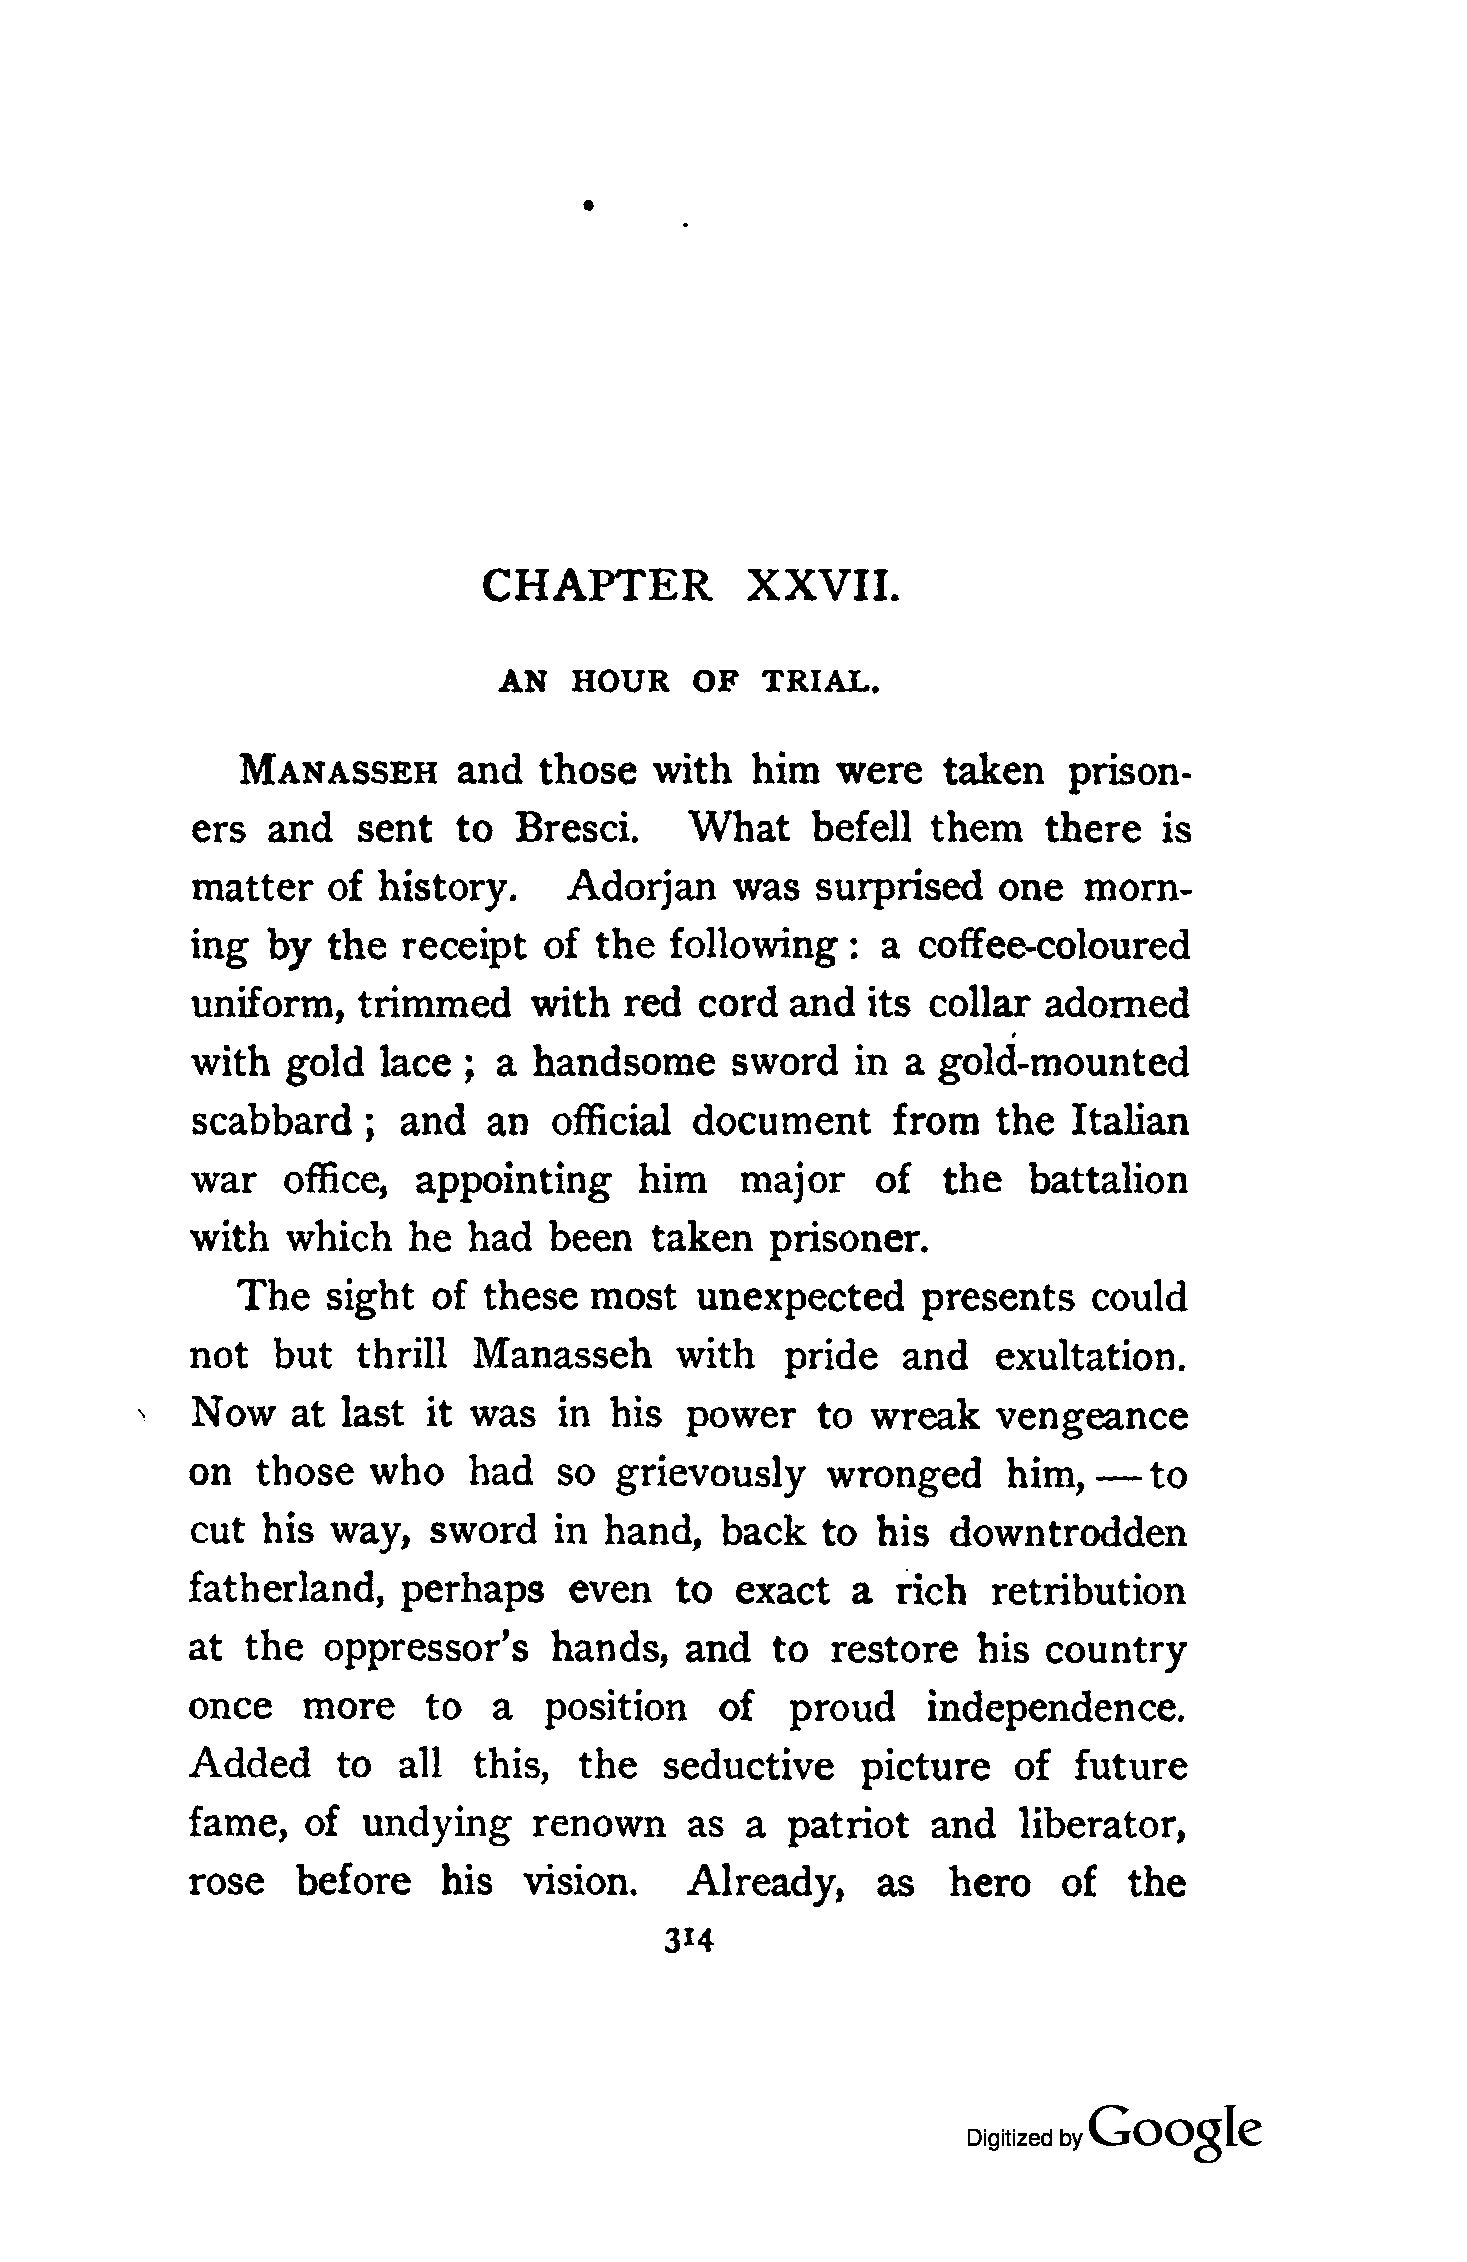 CHAPTER XXVII.
AN HOUR OF TRIAL.
MANASSEH and those with him were taken prison-
ers and sent to Bresci. What befell them there is
matter of history. Adorjan was surprised one morn-
ing by the receipt of the following : a coffee-coloured
uniform, trimmed with red cord and its collar adorned
with gold lace ; a handsome sword in a gold-mounted
scabbard ; and an official document from the Italian
war office, appointing him major of the battalion
with which he had been taken prisoner.
The sight of these most unexpected presents could
not but thrill Manasseh with pride and exultation.
Now at last it was in his power to wreak vengeance
on those who had so grievously wronged him, — to
cut his way, sword in hand, back to his downtrodden
fatherland, perhaps even to exact a rich retribution
at the oppressor's hands, and to restore his country
once more to a position of proud independence.
Added to all this, the seductive picture of future
fame, of undying renown as a patriot and liberator,
rose before his vision. Already, as hero of the
314
Digitized by Google